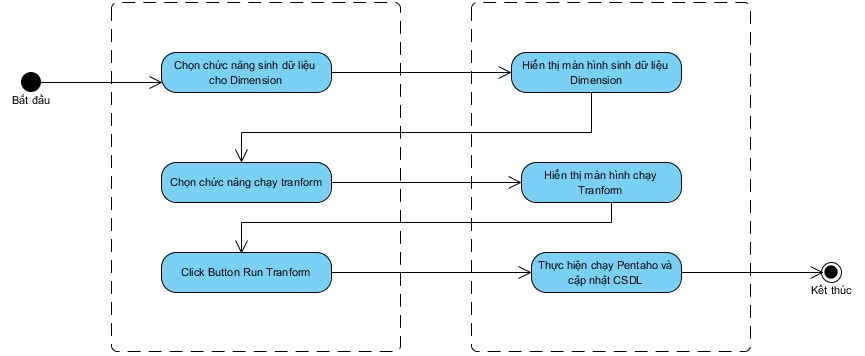 Bắt đầu
Chọn chức năng sinh dữ liệu
cho Dimension
Hiển thị màn hình sinh dữ liệu
Dimension
Chọn chức năng chạy tranform
Hiển thị màn hình chạy
Tranform
Click Button Run Tranform
Thực hiện chạy Pentaho và
cập nhật CSDL
Kết thúc